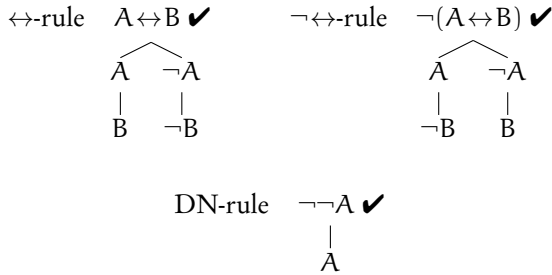 ↔-rule A↔B ✔ ¬↔-rule ¬(A↔B) ✔
A ¬A A ¬A
B ¬B ¬B B
DN-rule ¬¬A ✔
A